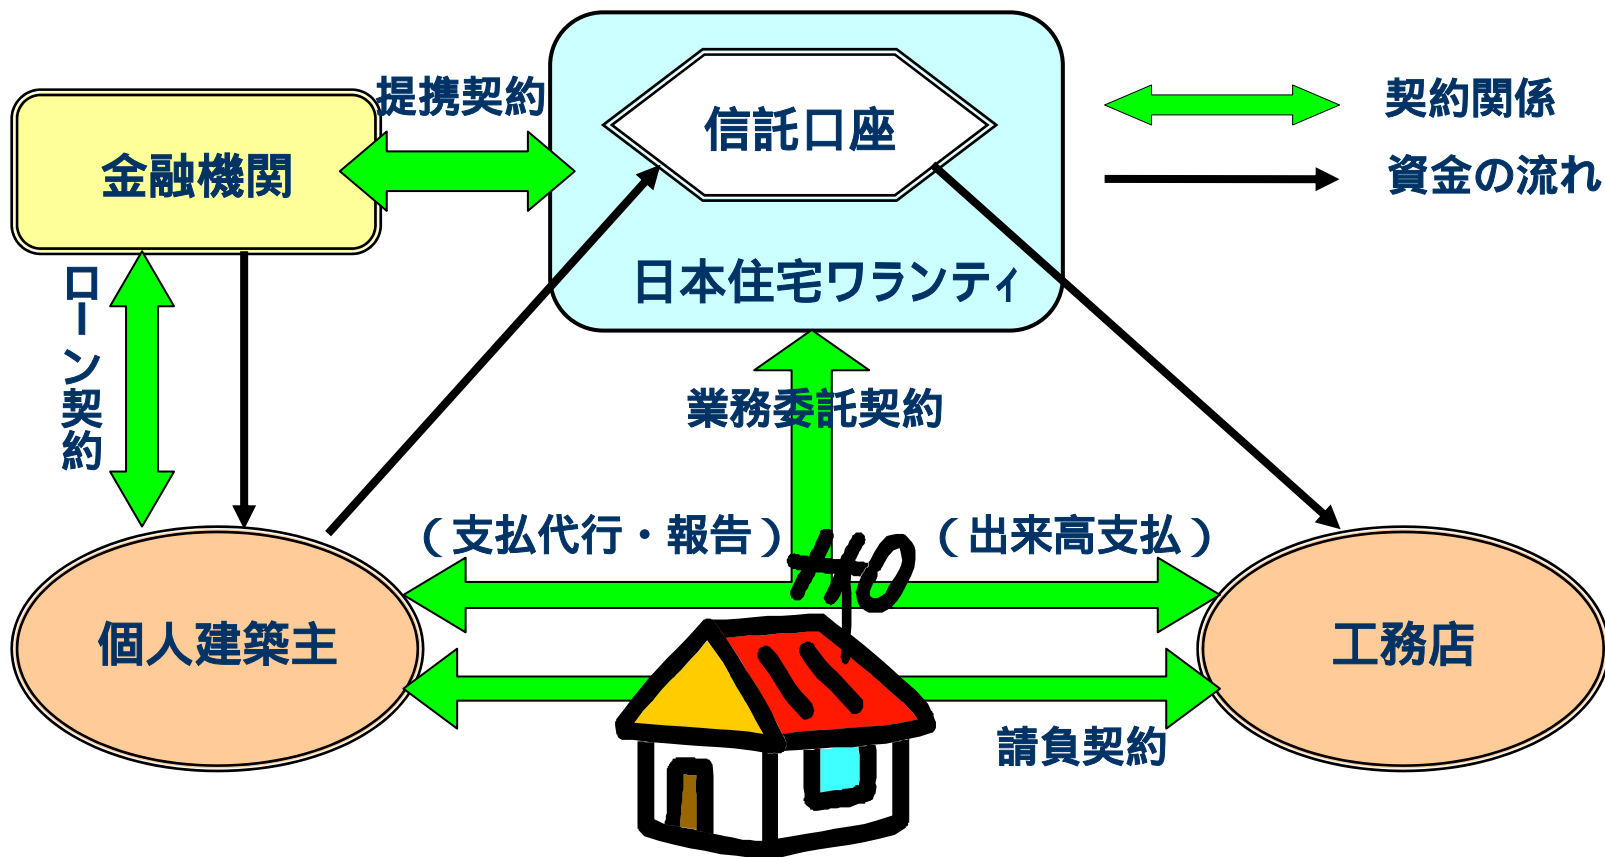 提携契約
信託口座
契約関係
金融機関
資金の流れ
日本住宅ワランティ
ローン契約
業務委託契約
（支払代行・報告）
（出来高支払）
個人建築主
工務店
請負契約